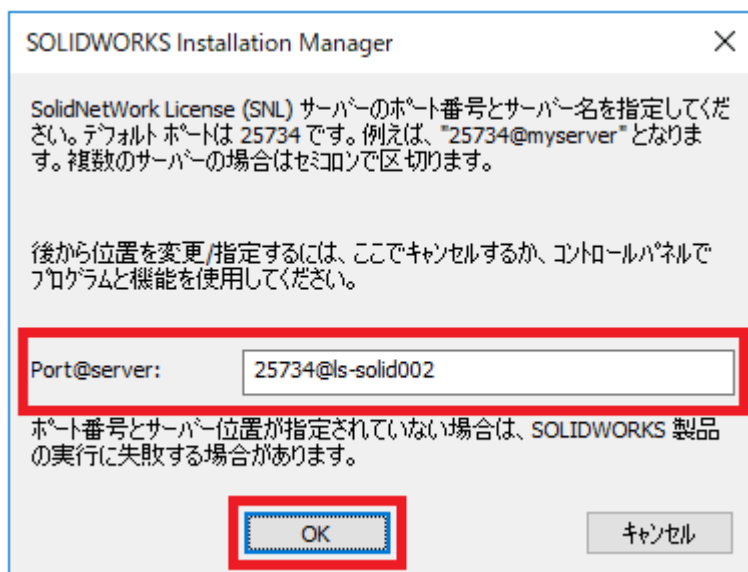 SOLIDWORKS Installation Manager
SolidNetWork License (SNL) サーバーのポート番号とサーバー名を指定してくだ
さい。デフォルト ポートは 25734 です。例えば、"25734@myserver" となりま
す。複数のサーバーの場合はセミコロンで区切ります。
後から位置を変更/指定するには、ここでキャンセルするか、コントロールパネルで
プログラムと機能を使用してください。
Port@server: 25734@ls-solid002
ポート番号とサーバー位置が指定されていない場合は、SOLIDWORKS 製品
の実行に失敗する場合があります。
OK キャンセル